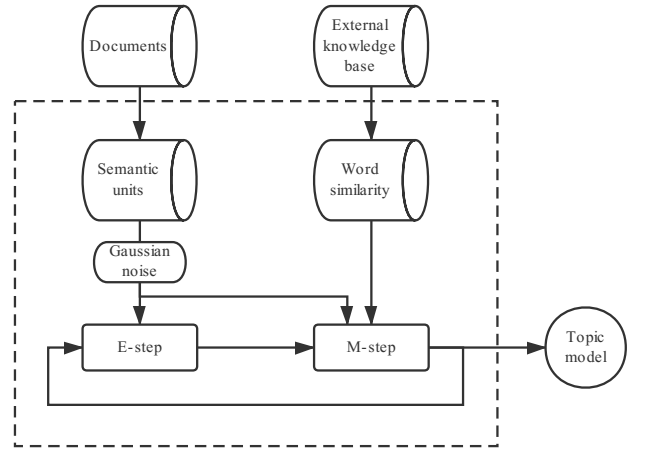 Documents
External
knowledge
base
Semantic
units
Word
similarity
Gaussian
noise
E-step
M-step
Topic
model